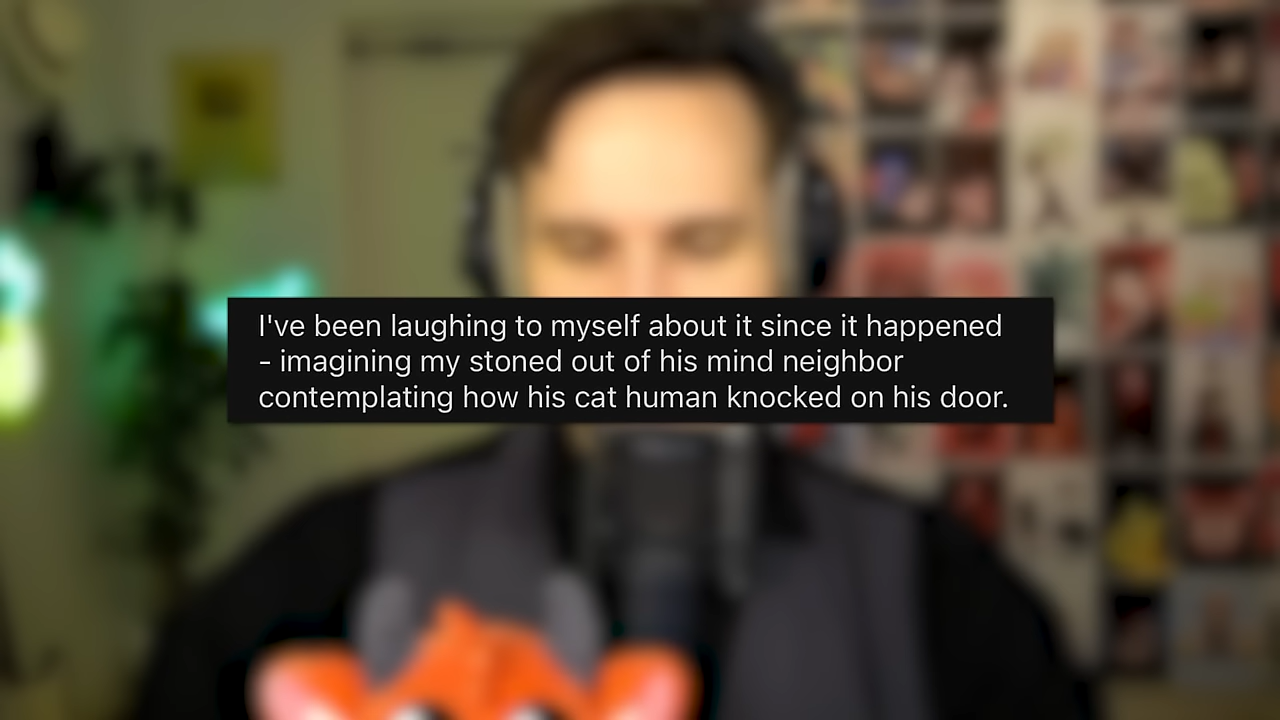 I've been laughing to myself about it since it happened
- imagining my stoned out of his mind neighbor
contemplating how his cat human knocked on his door.